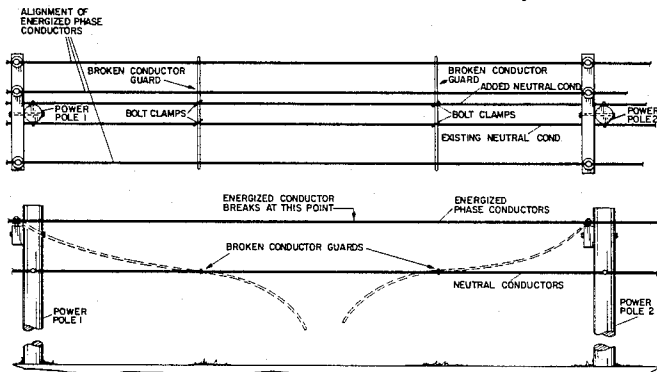 ALIGNMENT OF
ENERGIZED PHASE
CONDUCTORS
BROKEN CONDUCTOR
GUARD
BROKEN
CONDUCTOR
GUARD
ADDED NEUTRAL COND.
POWER
POLE 1
BOLT CLAMPS
BOLT CLAMPS
POWER
POLE 2
EXISTING NEUTRAL COND.
ENERGIZED CONDUCTOR
BREAKS AT THIS POINT
ENERGIZED
PHASE CONDUCTORS
BROKEN CONDUCTOR GUARDS
NEUTRAL CONDUCTORS
POWER
POLE 1
POWER
POLE 2